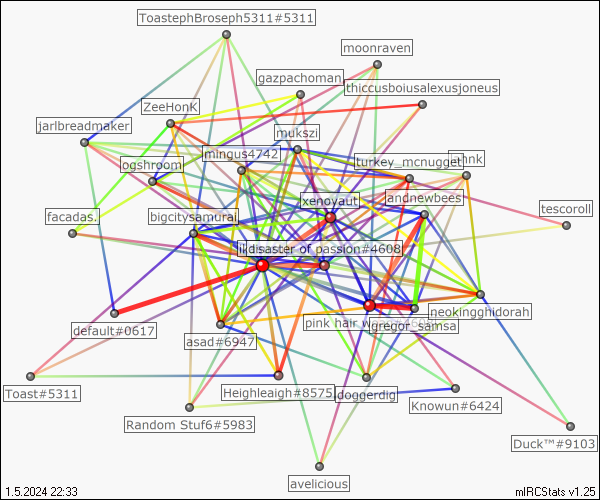 ToastephBroseph5311#5311
moonraven
gazpachoman
thiccusboiusalexusjoneus
ZeeHonK
jarlbreadmaker
mukszi
mingus4742
turkey_mcnugget
ogshroom
xenoyaut
andnewbees
facadas.
bigcitysamurai
tescoroll
disaster of passion#4608
neokingghidorah
default#0617
pink hair
gregor_samsa
asad#6947
Toast#5311
Heighleaigh#8575
doggerdig
Knowun#6424
Random Stuf6#5983
Duck™#9103
avelicious
1.5.2024 22:33
mIRCStats v1.25